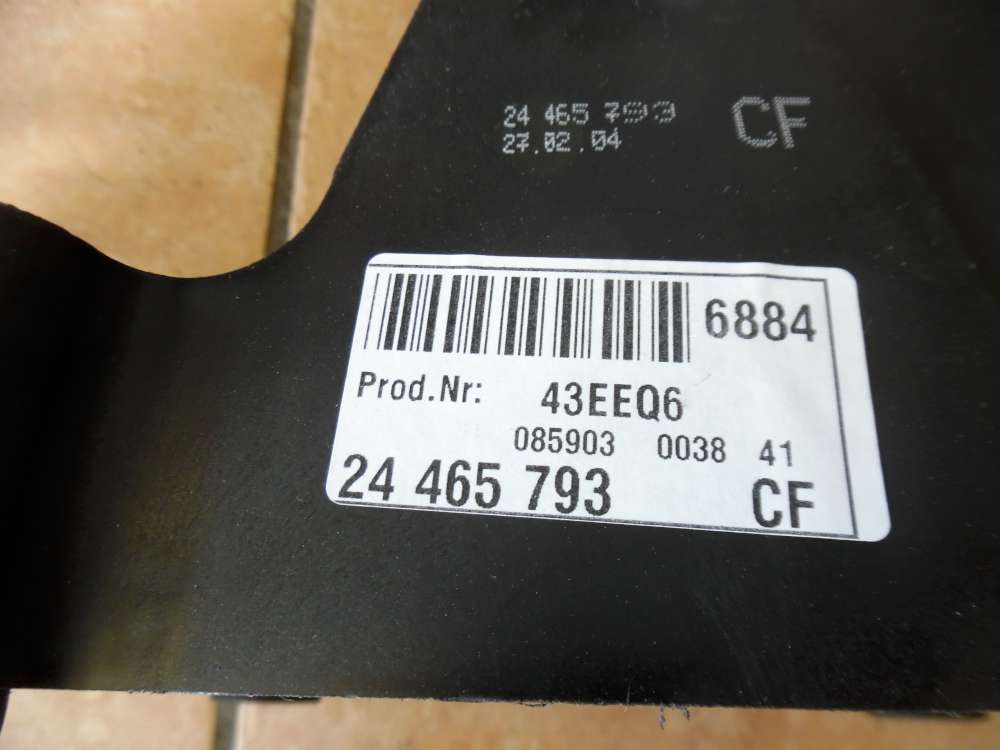 24 465 793 CF
27.02.04
6884
Prod.Nr: 43EEQ6
085903 0038 41
24 465 793 CF